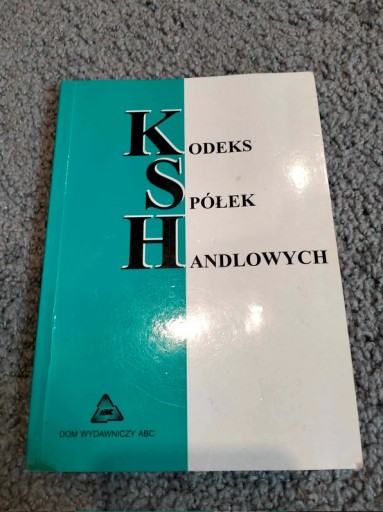 KODEKS
SPÓŁEK
HANDLOWYCH
ABC
DOM WYDAWNICZY ABC